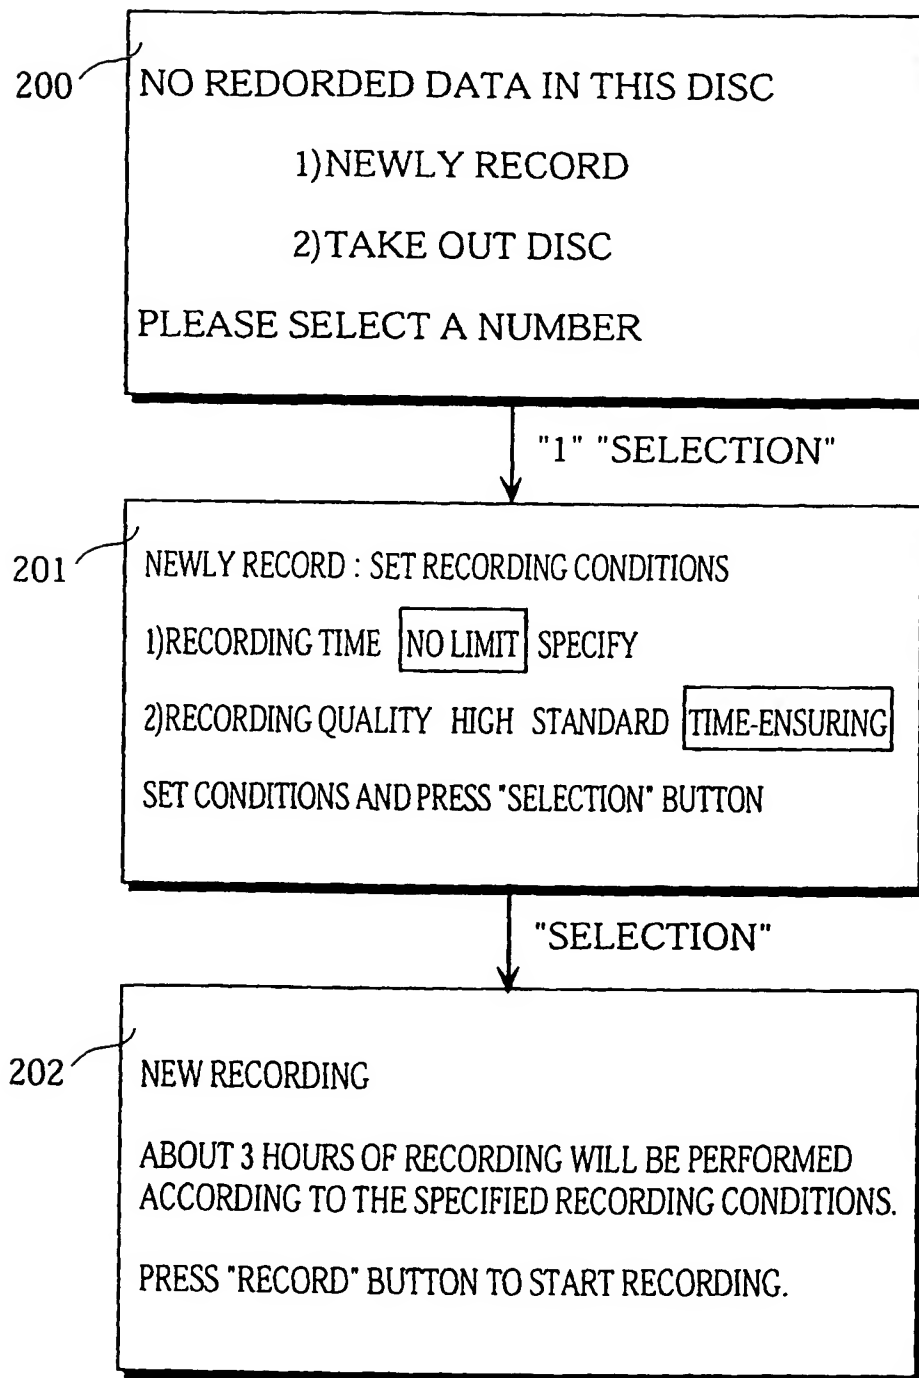 200
NO REDORDED DATA IN THIS DISC
1)NEWLY RECORD
2)TAKE OUT DISC
PLEASE SELECT A NUMBER
"1" "SELECTION"
201
NEWLY RECORD : SET RECORDING CONDITIONS
1)RECORDING TIME NO LIMIT SPECIFY
2)RECORDING QUALITY HIGH STANDARD TIME-ENSURING
SET CONDITIONS AND PRESS "SELECTION" BUTTON
"SELECTION"
202
NEW RECORDING
ABOUT 3 HOURS OF RECORDING WILL BE PERFORMED
ACCORDING TO THE SPECIFIED RECORDING CONDITIONS.
PRESS "RECORD" BUTTON TO START RECORDING.